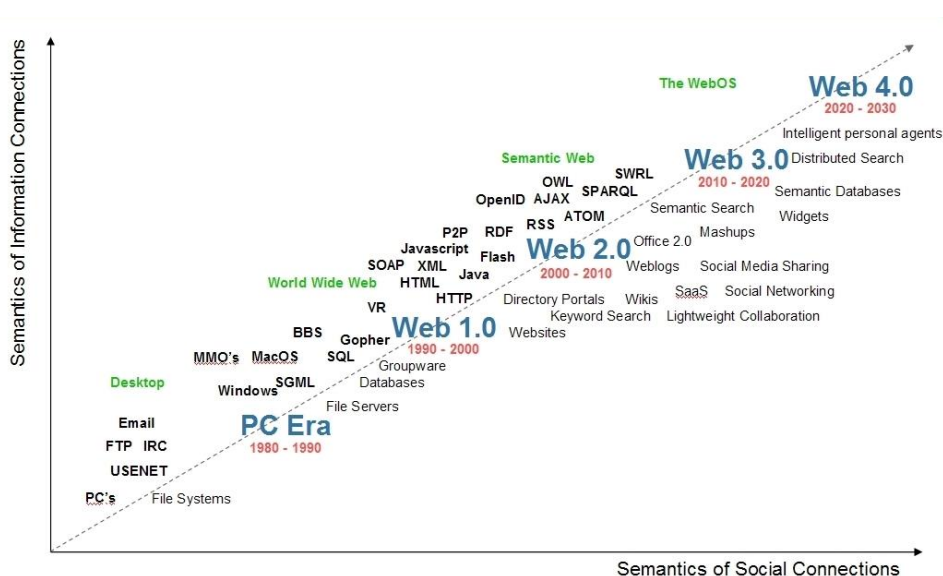 Semantics of Information Connections
The WebOS
Web 4.0
2020 - 2030
Intelligent personal agents
Semantic Web
Web 3.0
Distributed Search
2010 - 2020
SWRL
OWL
SPARQL
Semantic Databases
OpenID
AJAX
Semantic Search
ATOM
Widgets
RSS
P2P
RDF
Mashups
Office 2.0
Javascript
Web 2.0
Flash
SOAP
XML
2000 - 2010
Weblogs
Social Media Sharing
Java
World Wide Web
HTML
HTTP
Directory Portals
Wikis
SaaS
Social Networking
VR
Keyword Search
Lightweight Collaboration
Web 1.0
Websites
BBS
Gopher
1990 - 2000
MMO's
MacOS
SQL
Groupware
Desktop
SGML
Databases
Windows
File Servers
Email
PC Era
FTP
IRC
1980 - 1990
USENET
PC's
File Systems
Semantics of Social Connections